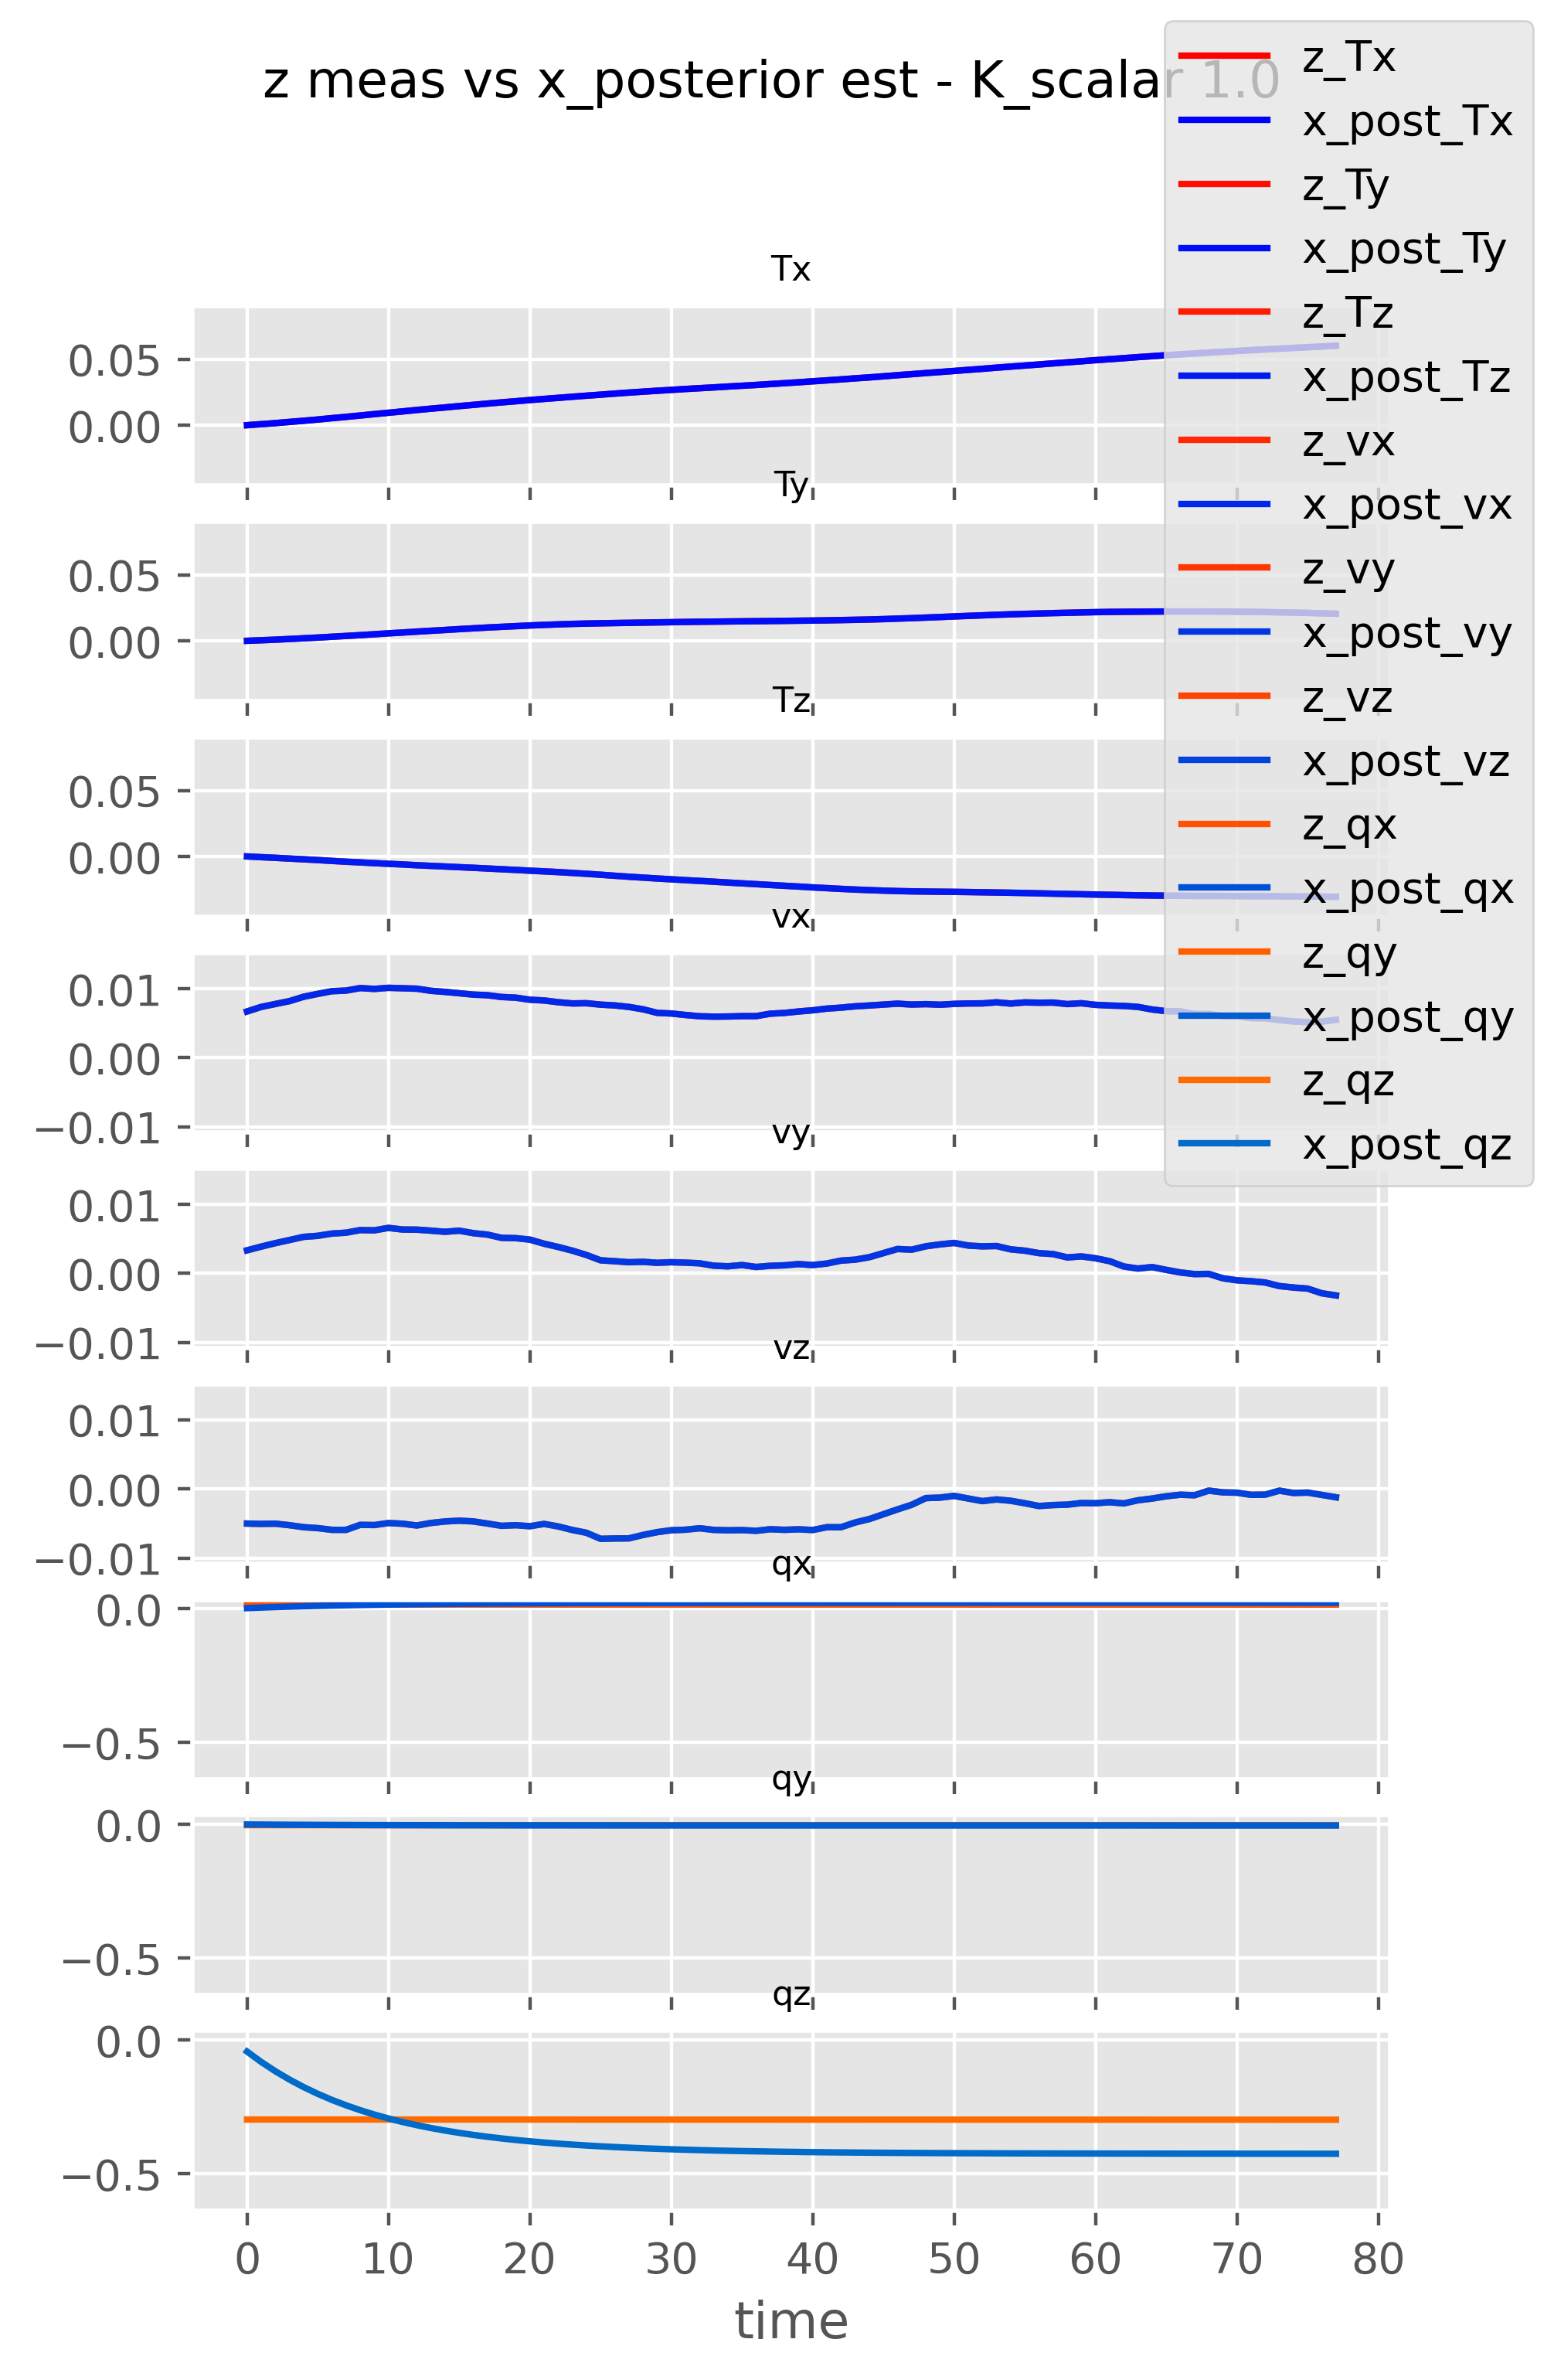 z meas vs x_posterior est - K_scalar 1.0
z_Tx
x_post_Tx
z_Ty
x_post_Ty
z_Tz
x_post_Tz
z_vx
x_post_vx
z_vy
x_post_vy
z_vz
x_post_vz
z_qx
x_post_qx
z_qy
x_post_qy
z_qz
x_post_qz
Tx
0.05
0.00
Ty
0.05
0.00
Tz
0.05
0.00
vx
0.01
0.00
−0.01
vy
0.01
0.00
−0.01
vz
0.01
0.00
−0.01
qx
0.0
−0.5
qy
0.0
−0.5
qz
0.0
−0.5
0 10 20 30 40 50 60 70 80
time